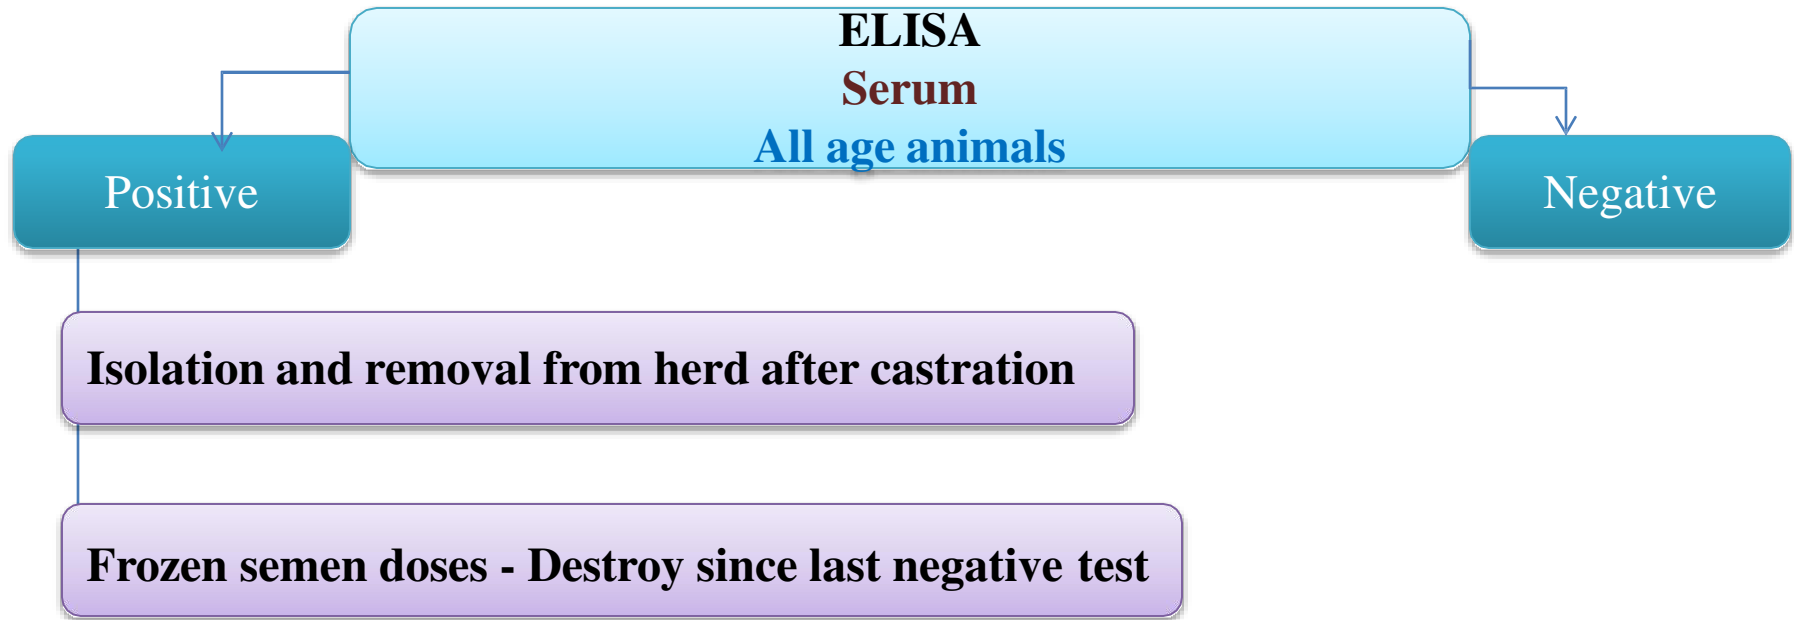 ELISA
Serum
All age animals
Positive
Negative
Isolation and removal from herd after castration
Frozen semen doses - Destroy since last negative test